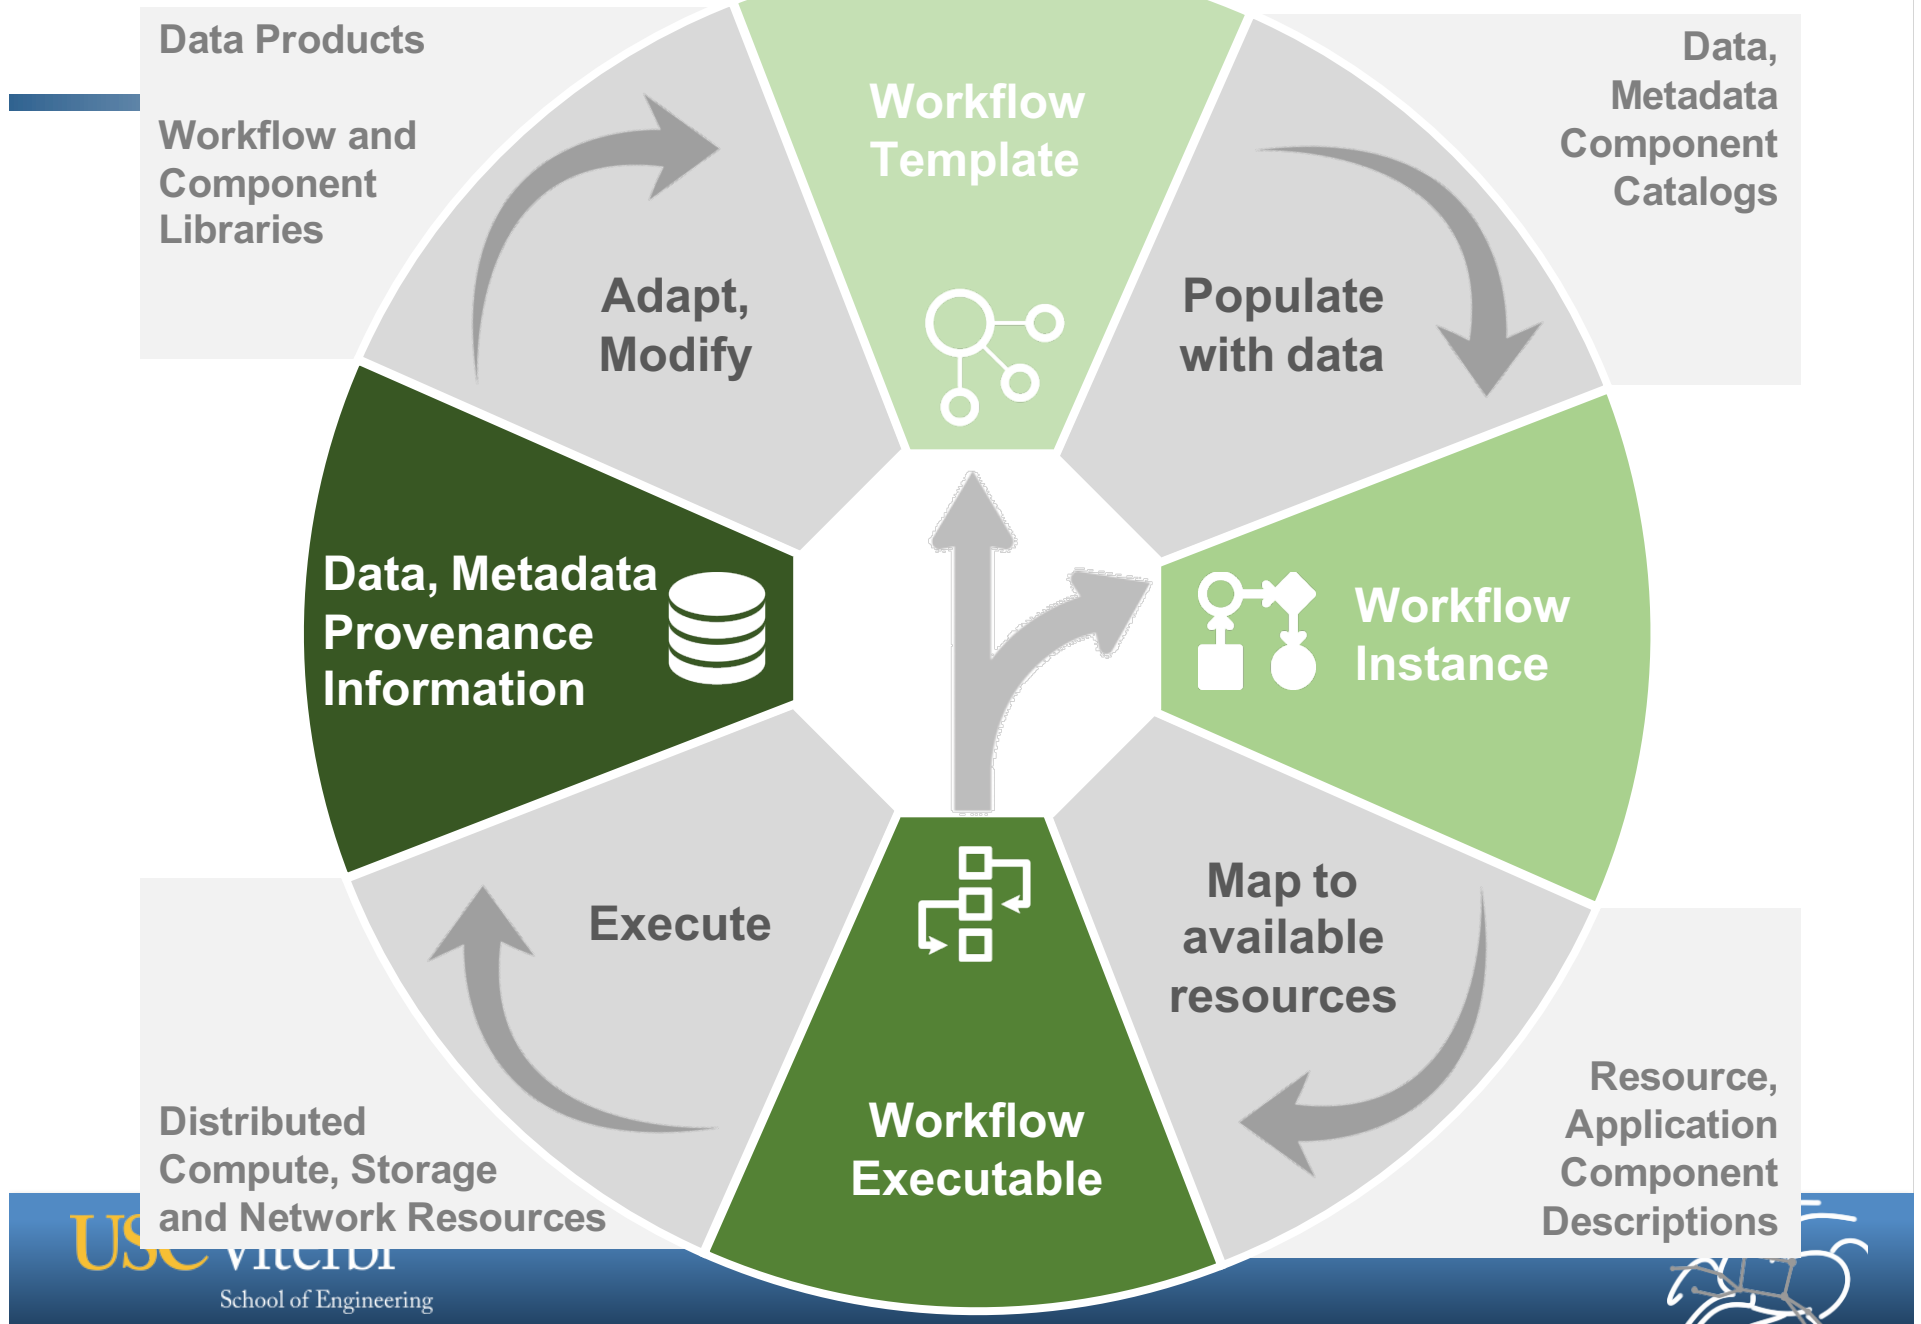 Data Products
Workflow and
Component
Libraries
Workflow
Template
Data,
Metadata
Component
Catalogs
Adapt,
Modify
Populate
with data
Data, Metadata
Provenance
Information
Workflow
Instance
Execute
Map to
available
resources
Workflow
Executable
Distributed
Compute, Storage
and Network Resources
Resource,
Application
Component
Descriptions
USC Viterbi
School of Engineering